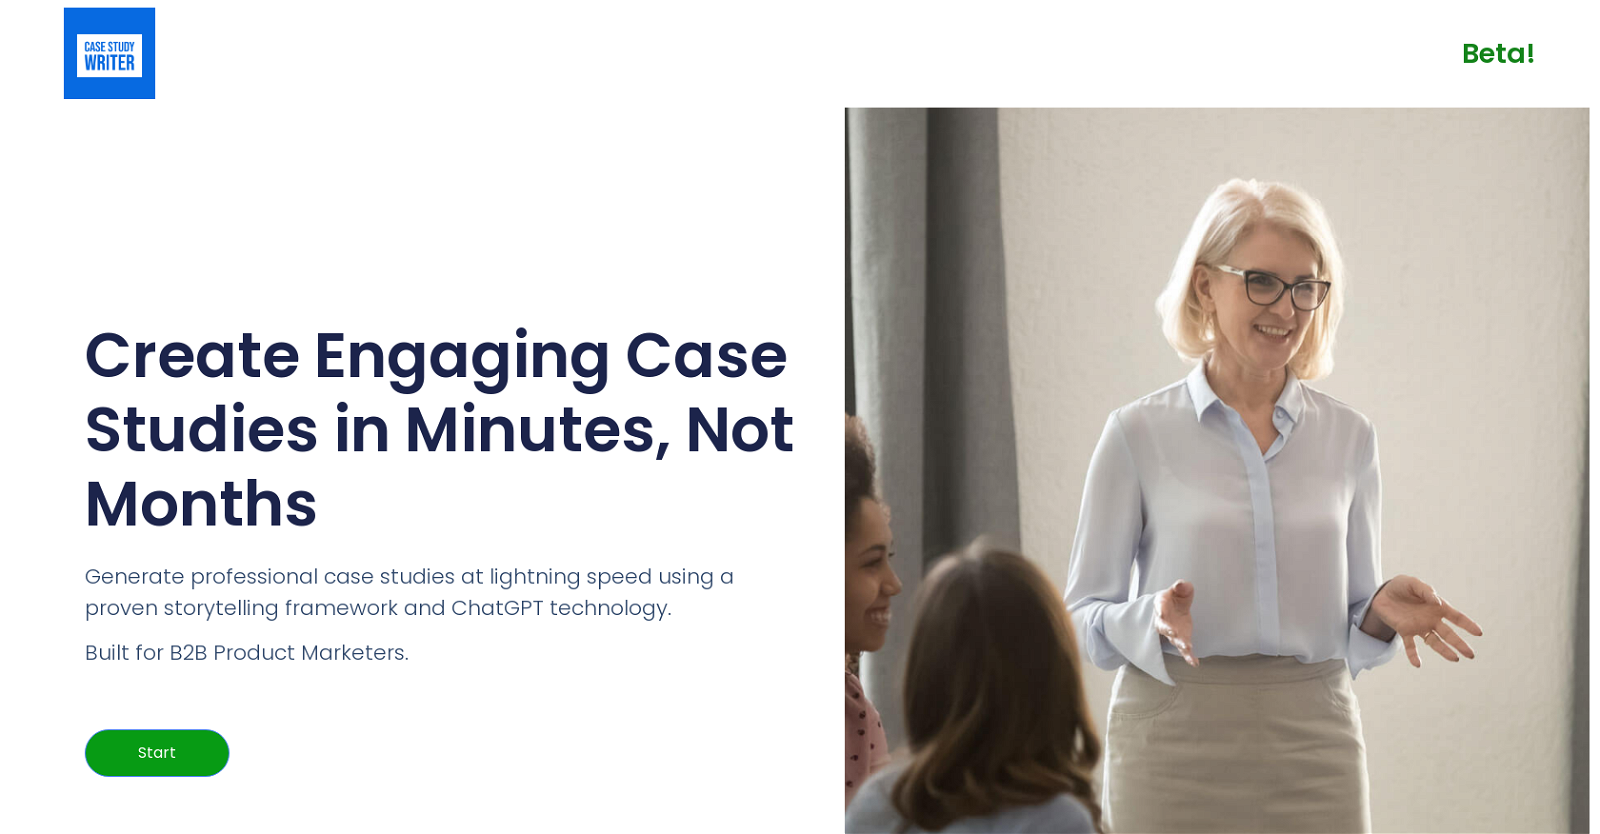 CASE STUDY
WRITER
Beta!
Create Engaging Case
Studies in Minutes, Not
Months
Generate professional case studies at lightning speed using a
proven storytelling framework and ChatGPT technology.
Built for B2B Product Marketers.
Start